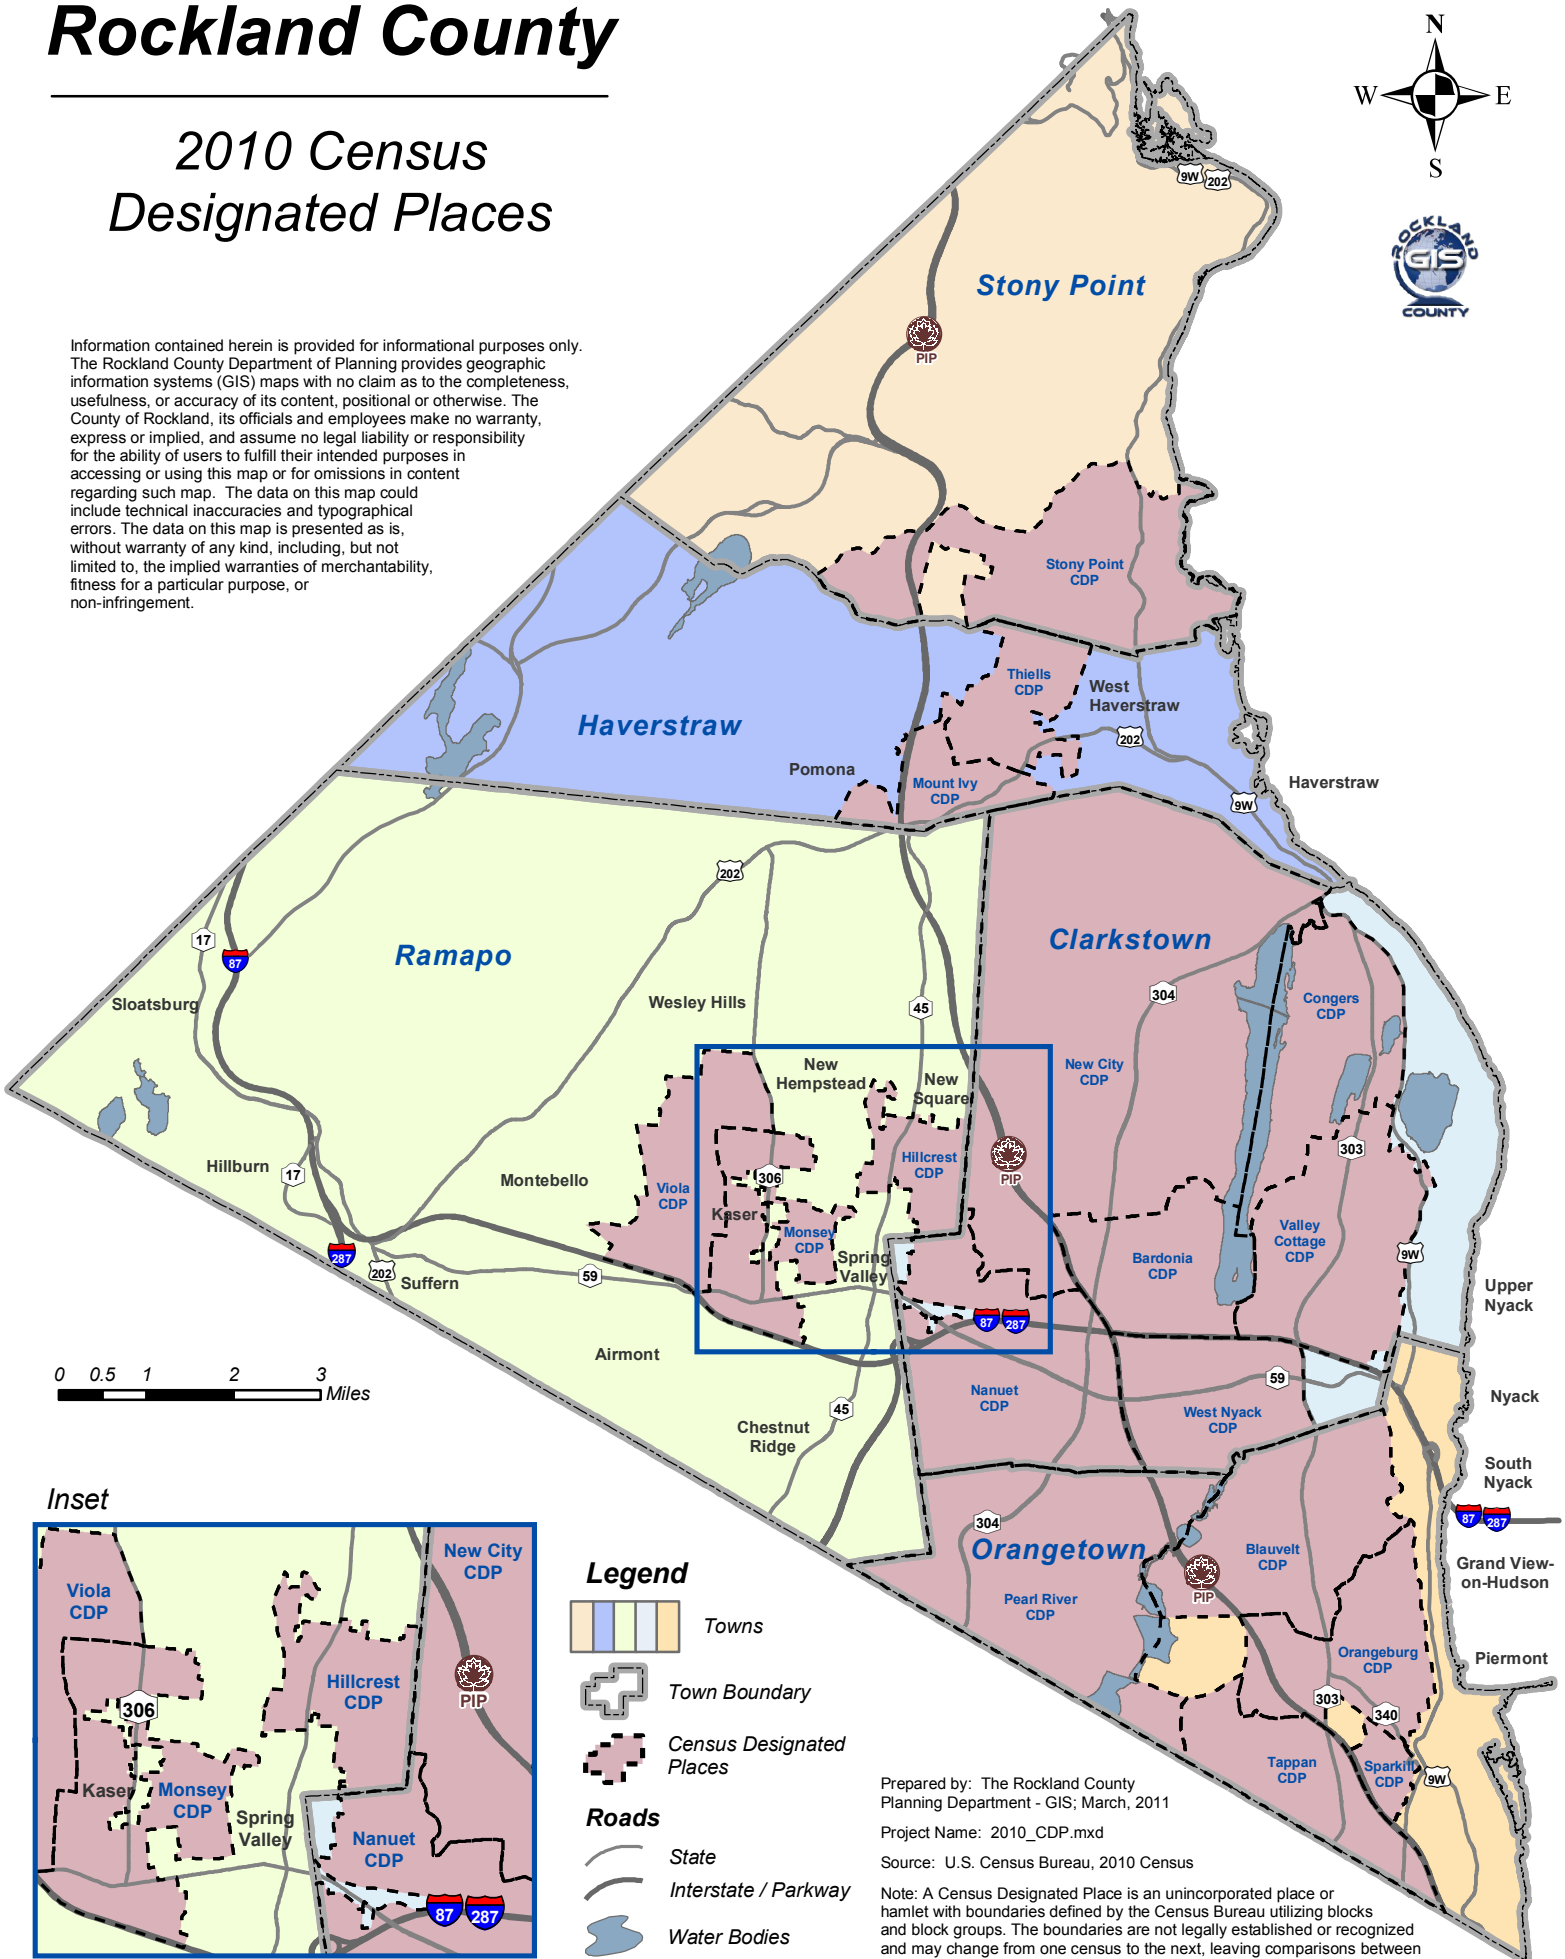 Rockland County
2010 Census
Designated Places
Information contained herein is provided for informational purposes only.
The Rockland County Department of Planning provides geographic
information systems (GIS) maps with no claim as to the completeness,
usefulness, or accuracy of its content, positional or otherwise. The
County of Rockland, its officials and employees make no warranty,
express or implied, and assume no legal liability or responsibility
for the ability of users to fulfill their intended purposes in
accessing or using this map or for omissions in content
regarding such map.  The data on this map could
include technical inaccuracies and typographical
errors. The data on this map is presented as is,
without warranty of any kind, including, but not
limited to, the implied warranties of merchantability,
fitness for a particular purpose, or
non-infringement.
N
W E
S
ROCKLAND
GIS
COUNTY
9W 202
Stony Point
PIP
Stony Point
CDP
Thiells
CDP
West
Haverstraw
202
Haverstraw
Pomona
Mount Ivy
CDP
Haverstraw
9W
202
Ramapo
17
87
Sloatsburg
Wesley Hills
45
Clarkstown
304
Congers
CDP
New City
CDP
New
Hempstead
New
Square
303
Hillburn
17
Montebello
Viola
CDP
306
Hillcrest
CDP
PIP
Kaser
Monsey
CDP
Spring
Valley
Bardonia
CDP
Valley
Cottage
CDP
9W
287
202
Suffern
59
87 287
Upper
Nyack
Airmont
0 0.5 1 2 3
Miles
Nanuet
CDP
59
West Nyack
CDP
Nyack
45
Chestnut
Ridge
South
Nyack
87 287
304
Orangetown
Blauvelt
CDP
PIP
Grand View-
on-Hudson
Pearl River
CDP
Orangeburg
CDP
Piermont
303
340
Tappan
CDP
Sparkill
CDP
9W
Inset
New City
CDP
Viola
CDP
Hillcrest
CDP
PIP
306
Kaser
Monsey
CDP
Spring
Valley
Nanuet
CDP
87 287
Legend
Towns
Town Boundary
Census Designated
Places
Roads
State
Interstate / Parkway
Water Bodies
Prepared by:  The Rockland County
Planning Department - GIS; March, 2011
Project Name:  2010_CDP.mxd
Source:  U.S. Census Bureau, 2010 Census
Note: A Census Designated Place is an unincorporated place or
hamlet with boundaries defined by the Census Bureau utilizing blocks
and block groups. The boundaries are not legally established or recognized
and may change from one census to the next, leaving comparisons between